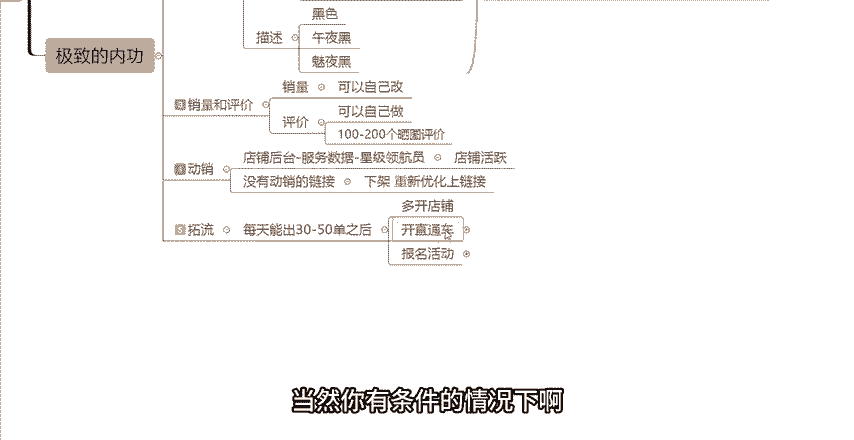 黑色
描述
午夜黑
魅夜黑
极致的内功
销量 可以自己改
销量和评价
评价
可以自己做
100-200个晒图评价
店铺后台-服务数据-星级领航员 店铺活跃
动销
没有动销的链接 下架 重新优化上链接
多开店铺
5拓流 每天能出30-50单之后 开直通车
报名活动
当然你有条件的情况下啊